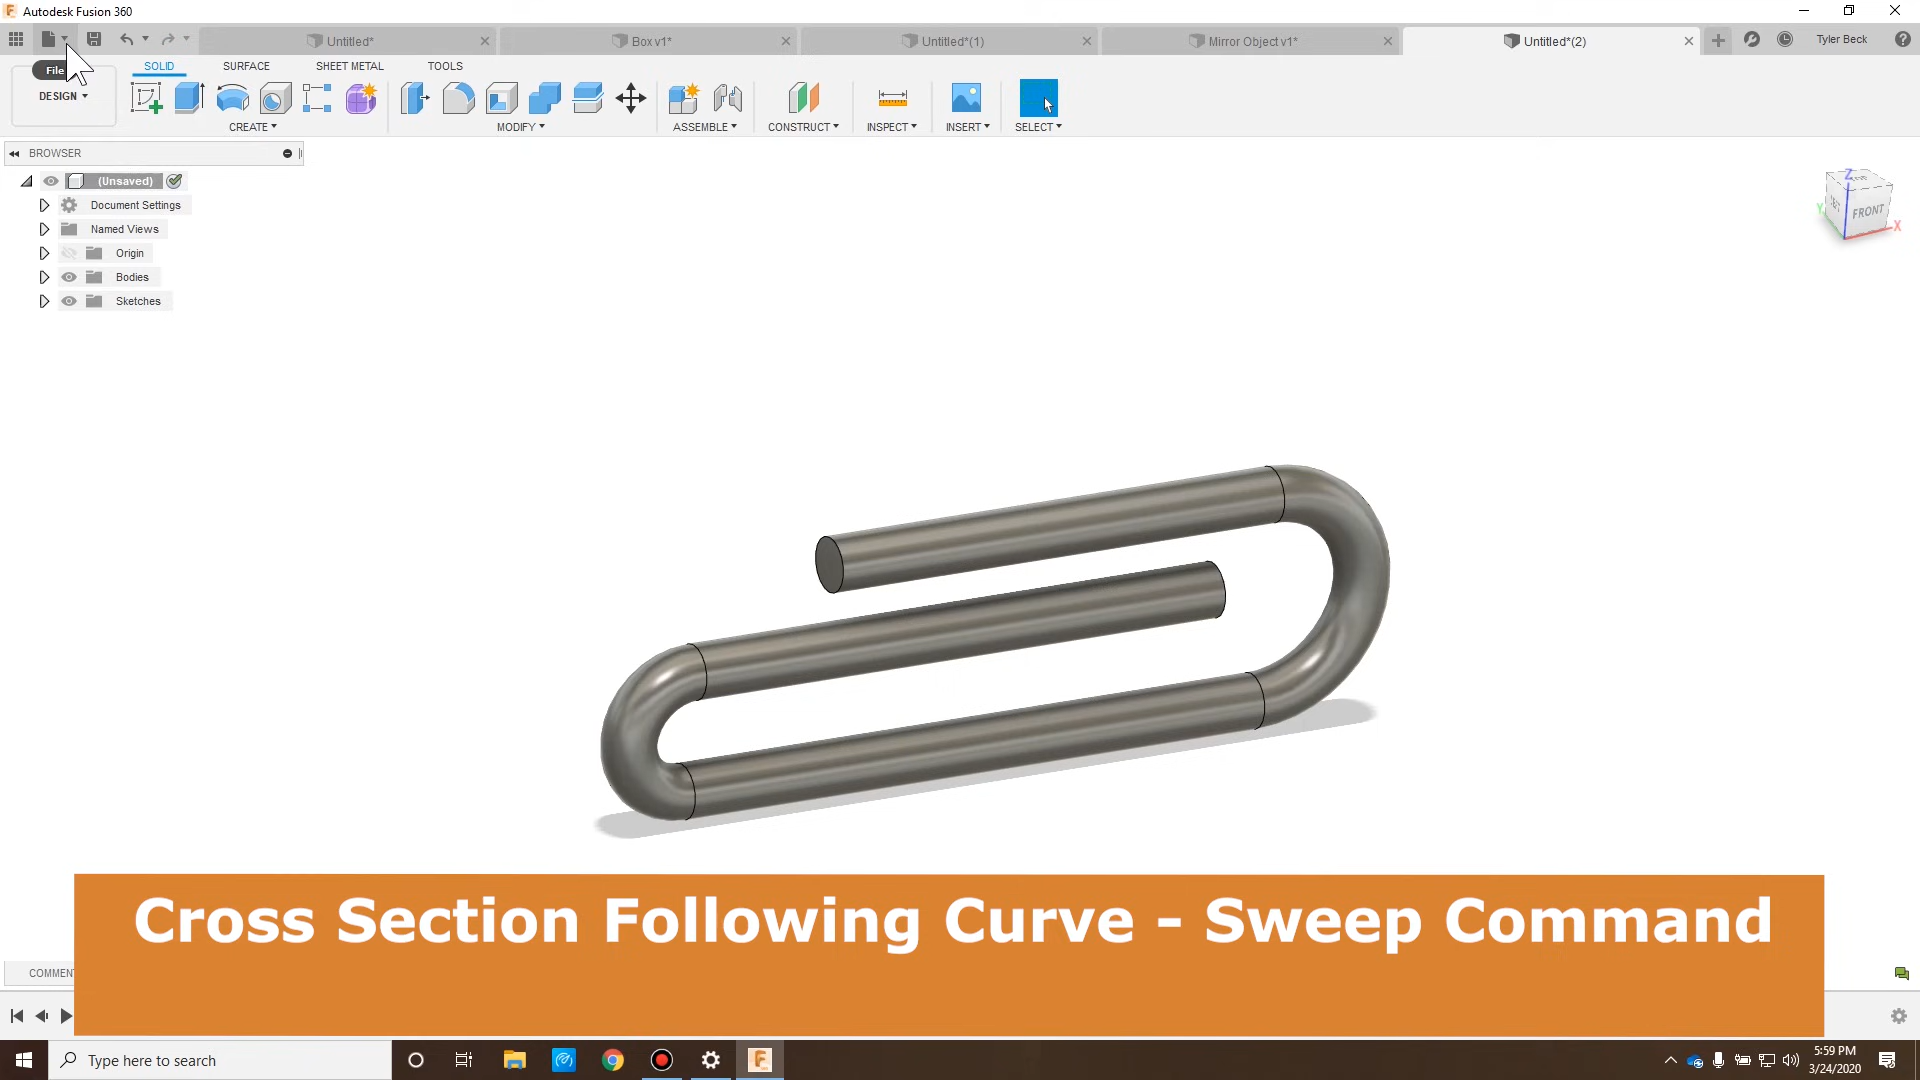 Autodesk Fusion 360
Untitled*
Box v1*
Untitled*(1)
Mirror Object v1*
Untitled*(2)
Tyler Beck
File
DESIGN
SOLID
SURFACE
SHEET METAL
TOOLS
CREATE
MODIFY
ASSEMBLE
CONSTRUCT
INSPECT
INSERT
SELECT
BROWSER
(Unsaved)
Document Settings
Named Views
Origin
Bodies
Sketches
Z
Y
X
FRONT
Cross Section Following Curve - Sweep Command
Type here to search
5:59 PM
3/24/2020